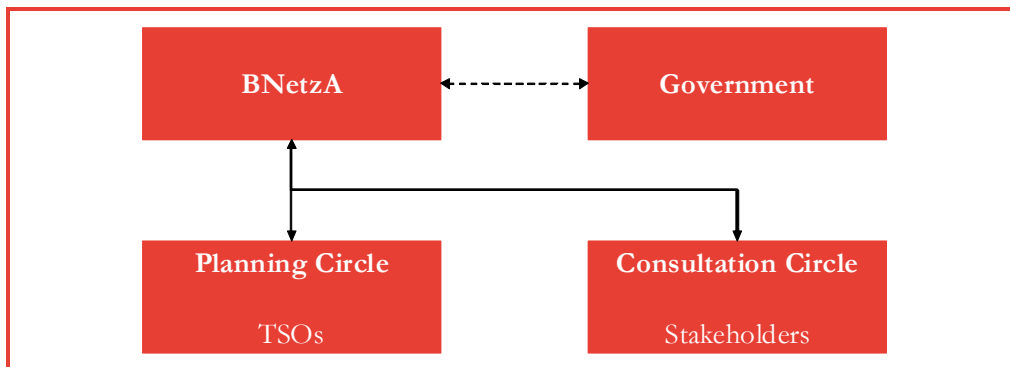 BNetzA
Government
Planning Circle
TSOs
Consultation Circle
Stakeholders